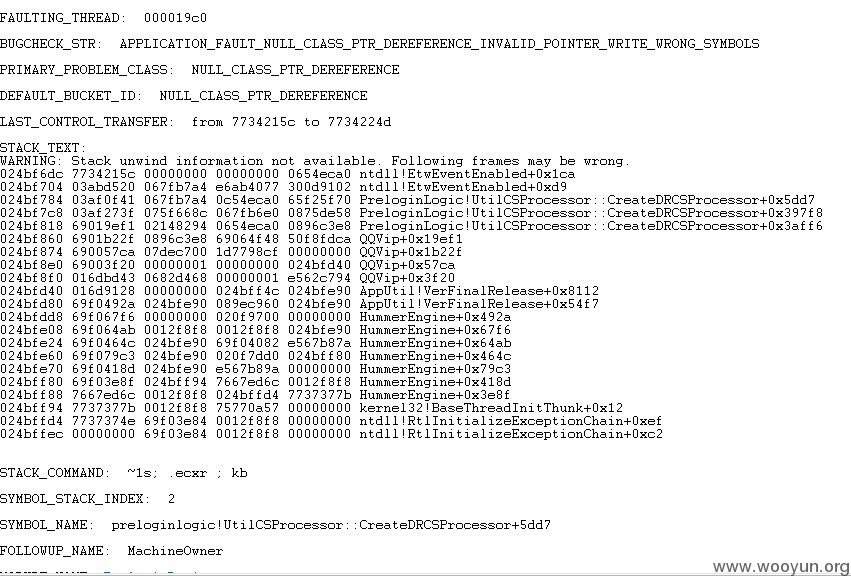 FAULTING_THREAD:  000019c0
BUGCHECK_STR:  APPLICATION_FAULT_NULL_CLASS_PTR_DEREFERENCE_INVALID_POINTER_WRITE_WRONG_SYMBOLS
PRIMARY_PROBLEM_CLASS:  NULL_CLASS_PTR_DEREFERENCE
DEFAULT_BUCKET_ID:  NULL_CLASS_PTR_DEREFERENCE
LAST_CONTROL_TRANSFER:  from 7734215c to 7734224d
STACK_TEXT:
WARNING: Stack unwind information not available. Following frames may be wrong.
024bf6dc 7734215c 00000000 00000000 0654eca0 ntdll!EtwEventEnabled+0x1ca
024bf704 03abd520 067fb7a4 e6ab4077 300d9102 ntdll!EtwEventEnabled+0xd9
024bf784 03af0f41 067fb7a4 0c54eca0 65f25f70 PreloginLogic!UtilCSProcessor::CreateDRCSProcessor+0x5dd7
024bf7c8 03af273f 075f668c 067fb6e0 0875de58 PreloginLogic!UtilCSProcessor::CreateDRCSProcessor+0x397f8
024bf818 69019ef1 02148294 0654eca0 0896c3e8 PreloginLogic!UtilCSProcessor::CreateDRCSProcessor+0x3aff6
024bf860 6901b22f 0896c3e8 69064f48 50f8fdca QQVip+0x19ef1
024bf874 690057ca 07dec700 1d7798cf 00000000 QQVip+0x1b22f
024bf8e0 69003f20 00000001 00000000 024bfd40 QQVip+0x57ca
024bf8f0 016dbd43 0682d468 00000001 e562c794 QQVip+0x3f20
024bfd40 016d9128 00000000 024bff4c 024bfe90 AppUtil!VerFinalRelease+0x8112
024bfd80 69f0492a 024bfe90 089ec960 024bfe90 AppUtil!VerFinalRelease+0x54f7
024bfdd8 69f067f6 00000000 020f9700 00000000 HummerEngine+0x492a
024bfe08 69f064ab 0012f8f8 0012f8f8 024bfe90 HummerEngine+0x67f6
024bfe24 69f0464c 024bfe90 69f04082 e567b87a HummerEngine+0x64ab
024bfe60 69f079c3 024bfe90 020f7dd0 024bff80 HummerEngine+0x464c
024bfe70 69f0418d 024bfe90 e567b89a 00000000 HummerEngine+0x79c3
024bff80 69f03e8f 024bff94 7667ed6c 0012f8f8 HummerEngine+0x418d
024bff88 7667ed6c 0012f8f8 024bffd4 7737377b HummerEngine+0x3e8f
024bff94 7737377b 0012f8f8 75770a57 00000000 kernel32!BaseThreadInitThunk+0x12
024bffd4 7737374e 69f03e84 0012f8f8 00000000 ntdll!RtlInitializeExceptionChain+0xef
024bffec 00000000 69f03e84 0012f8f8 00000000 ntdll!RtlInitializeExceptionChain+0xc2
STACK_COMMAND:  ~1s; .ecxr ; kb
SYMBOL_STACK_INDEX:  2
SYMBOL_NAME:  preloginlogic!UtilCSProcessor::CreateDRCSProcessor+5dd7
FOLLOWUP_NAME:  MachineOwner
www.wooyun.org